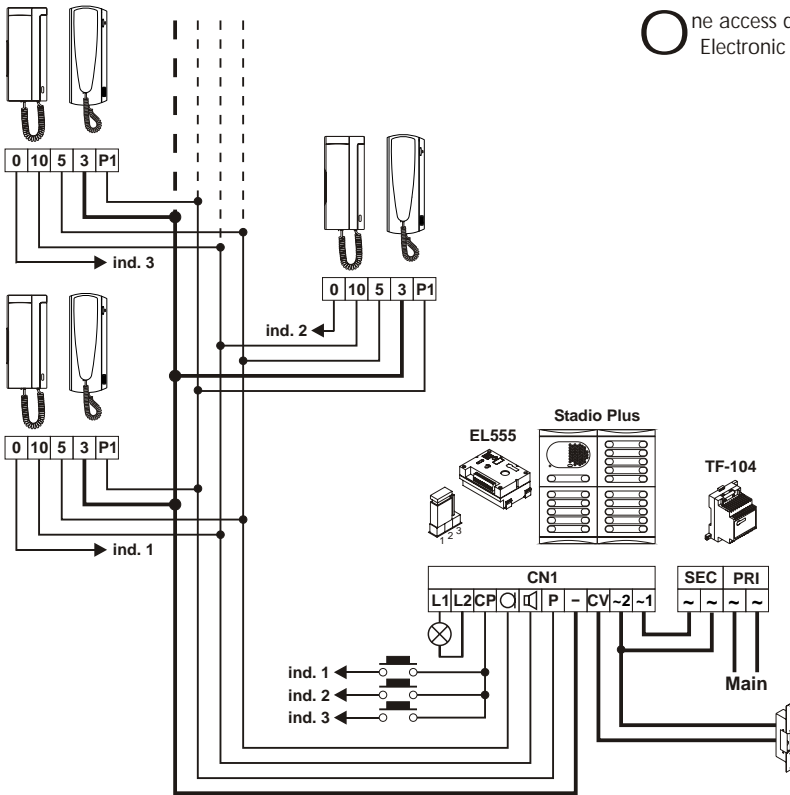 One access d
Electronic
0 10 5 3 P1
ind. 3
0 10 5 3 P1
ind. 2
0 10 5 3 P1
ind. 1
Stadio Plus
EL555
TF-104
1 2 3
CN1
SEC PRI
L1 L2 CP P – CV ~2 ~1
~ ~ ~ ~
ind. 1
ind. 2
ind. 3
Main